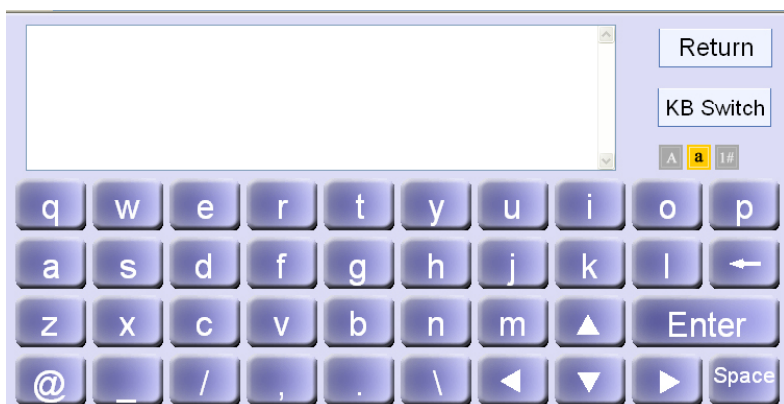 Return
KB Switch
A a 1#
q w e r t y u i o p
a s d f g h j k l ←
z x c v b n m ▲ Enter
@ _ / , . \ ◀ ▼ ▶ Space